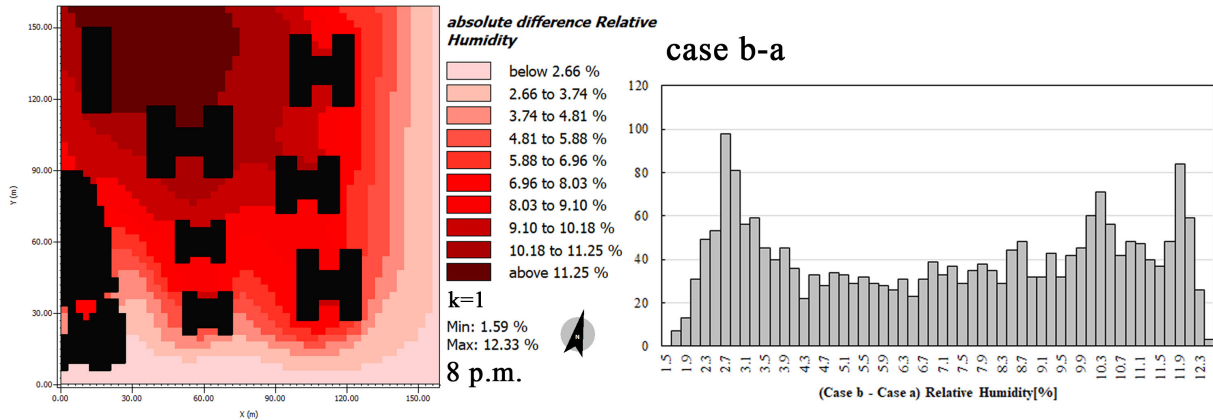 150.00
120.00
90.00
60.00
30.00
0.00
Y (m)
0.00 30.00 60.00 90.00 120.00 150.00
X (m)
absolute difference Relative
Humidity
below 2.66 %
2.66 to 3.74 %
3.74 to 4.81 %
4.81 to 5.88 %
5.88 to 6.96 %
6.96 to 8.03 %
8.03 to 9.10 %
9.10 to 10.18 %
10.18 to 11.25 %
above 11.25 %
k=1
Min: 1.59 %
Max: 12.33 %
N
8 p.m.
case b-a
120
100
80
60
40
20
0
1.5 1.9 2.3 2.7 3.1 3.5 3.9 4.3 4.7 5.1 5.5 5.9 6.3 6.7 7.1 7.5 7.9 8.3 8.7 9.1 9.5 9.9 10.3 10.7 11.1 11.5 11.9 12.3
(Case b - Case a) Relative Humidity[%]